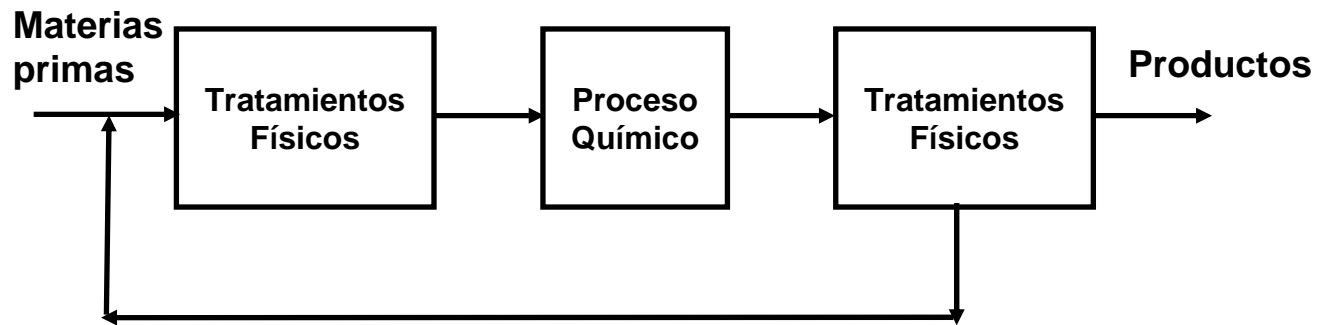 Materias
primas
Tratamientos
Físicos
Proceso
Químico
Tratamientos
Físicos
Productos